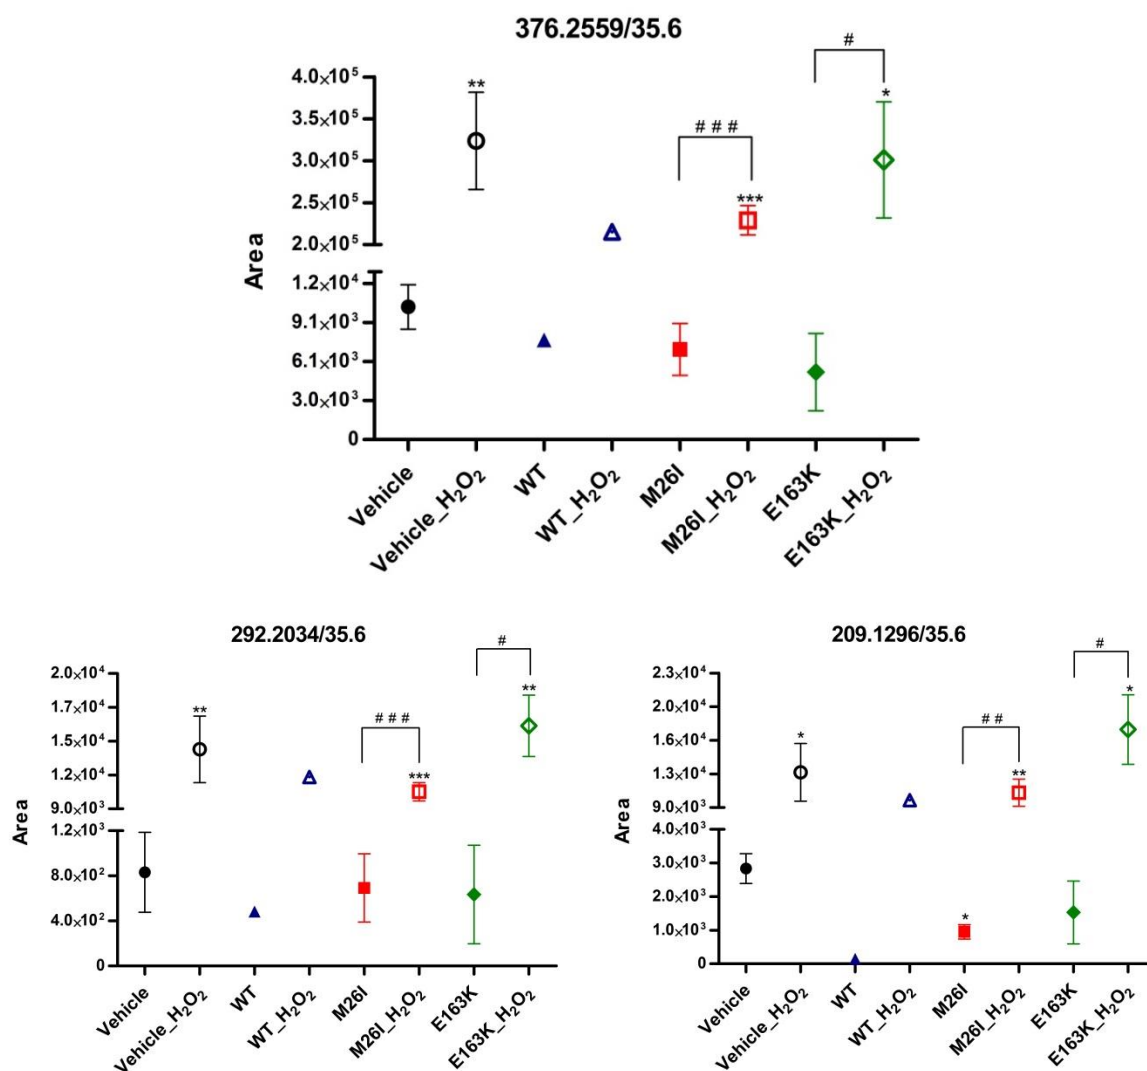 376.2559/35.6
#
**
*
# # #
***
4.0×10⁵
3.5×10⁵
3.0×10⁵
2.5×10⁵
2.0×10⁵
1.2×10⁴
9.1×10³
6.1×10³
3.0×10³
0
Area
Vehicle
Vehicle_H₂O₂
WT
WT_H₂O₂
M26I
M26I_H₂O₂
E163K
E163K_H₂O₂
292.2034/35.6
#
**
**
# # #
***
2.0×10⁴
1.7×10⁴
1.5×10⁴
1.2×10⁴
9.0×10³
1.2×10³
8.0×10²
4.0×10²
0
Area
Vehicle
Vehicle_H₂O₂
WT
WT_H₂O₂
M26I
M26I_H₂O₂
E163K
E163K_H₂O₂
209.1296/35.6
#
*
*
# #
**
*
2.3×10⁴
2.0×10⁴
1.6×10⁴
1.3×10⁴
9.0×10³
4.0×10³
3.0×10³
2.0×10³
1.0×10³
0
Area
Vehicle
Vehicle_H₂O₂
WT
WT_H₂O₂
M26I
M26I_H₂O₂
E163K
E163K_H₂O₂